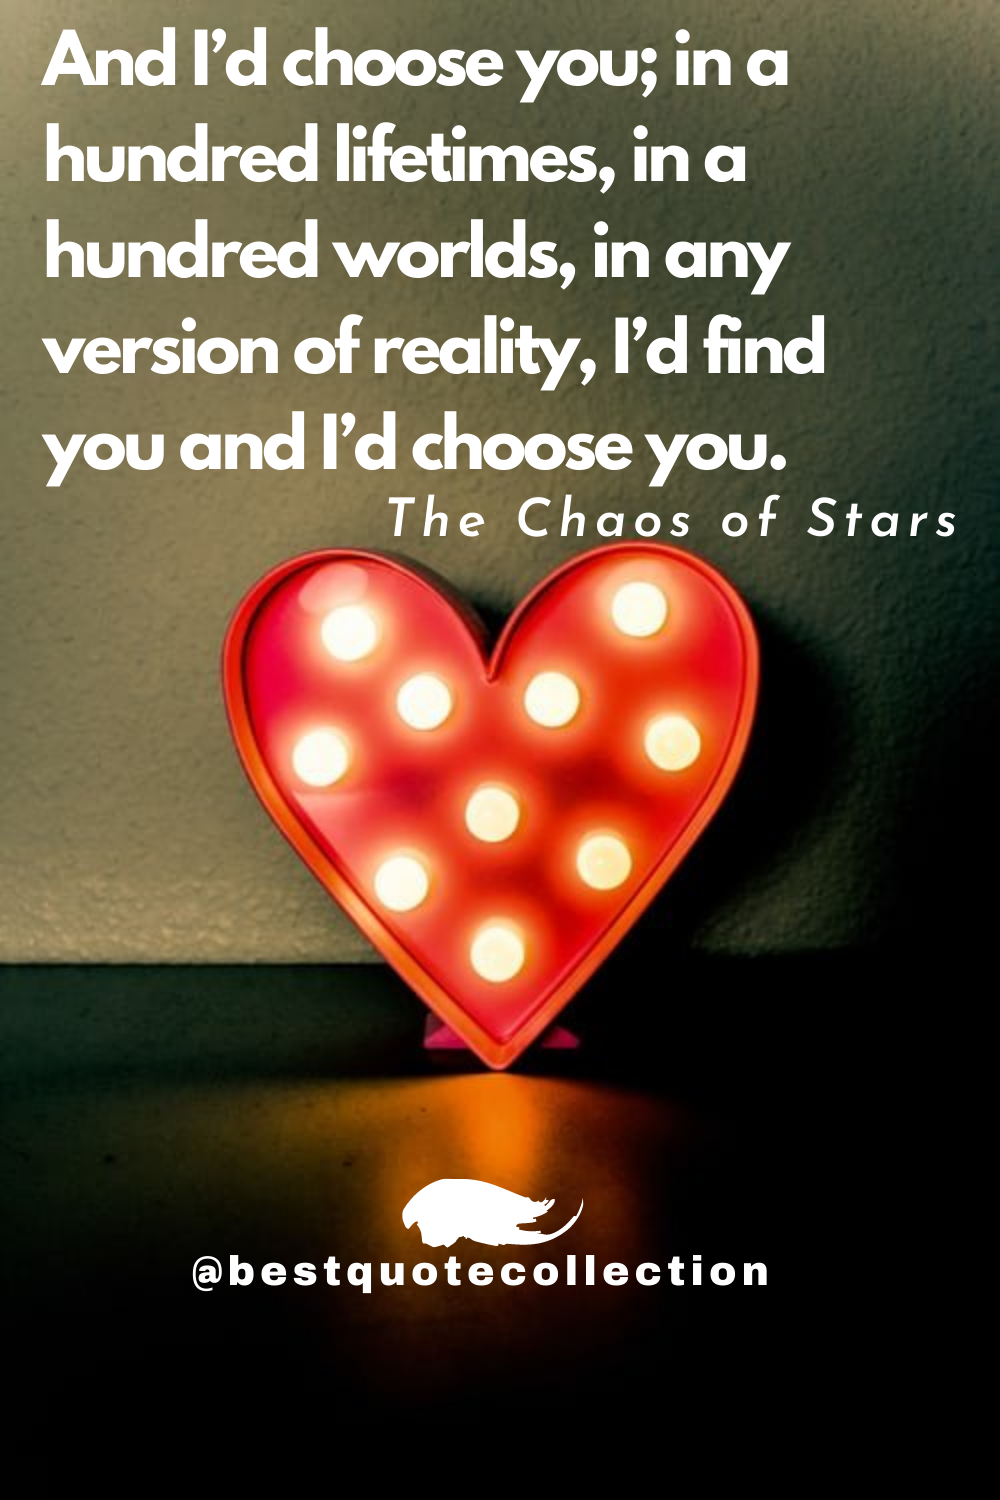 And I’d choose you; in a
hundred lifetimes, in a
hundred worlds, in any
version of reality, I’d find
you and I’d choose you.
The Chaos of Stars
@bestquotecollection